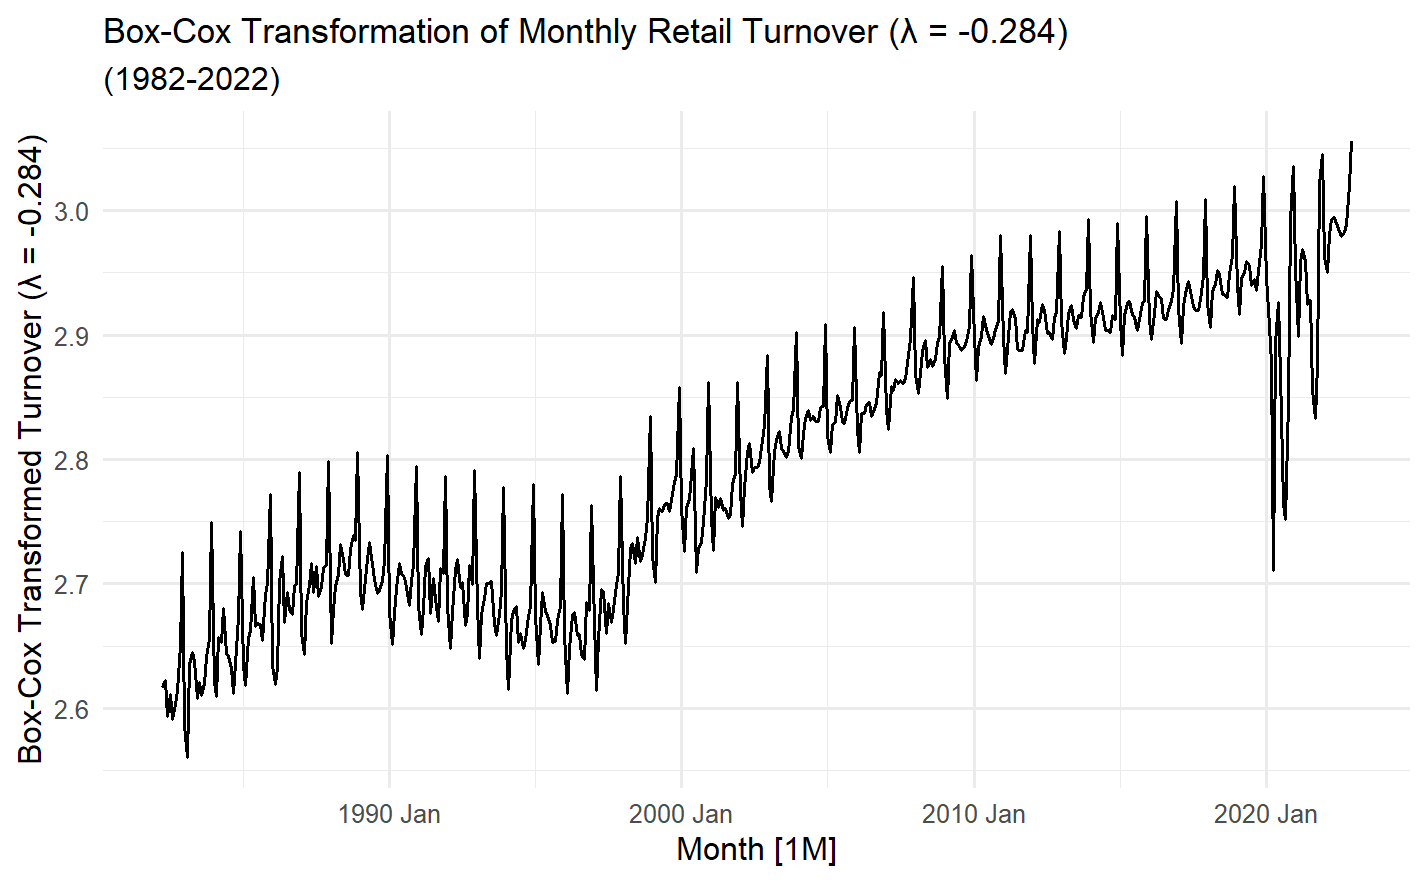 Box-Cox Transformation of Monthly Retail Turnover (λ = -0.284)
(1982-2022)
Box-Cox Transformed Turnover (λ = -0.284)
3.0
2.9
2.8
2.7
2.6
1990 Jan
2000 Jan
2010 Jan
2020 Jan
Month [1M]